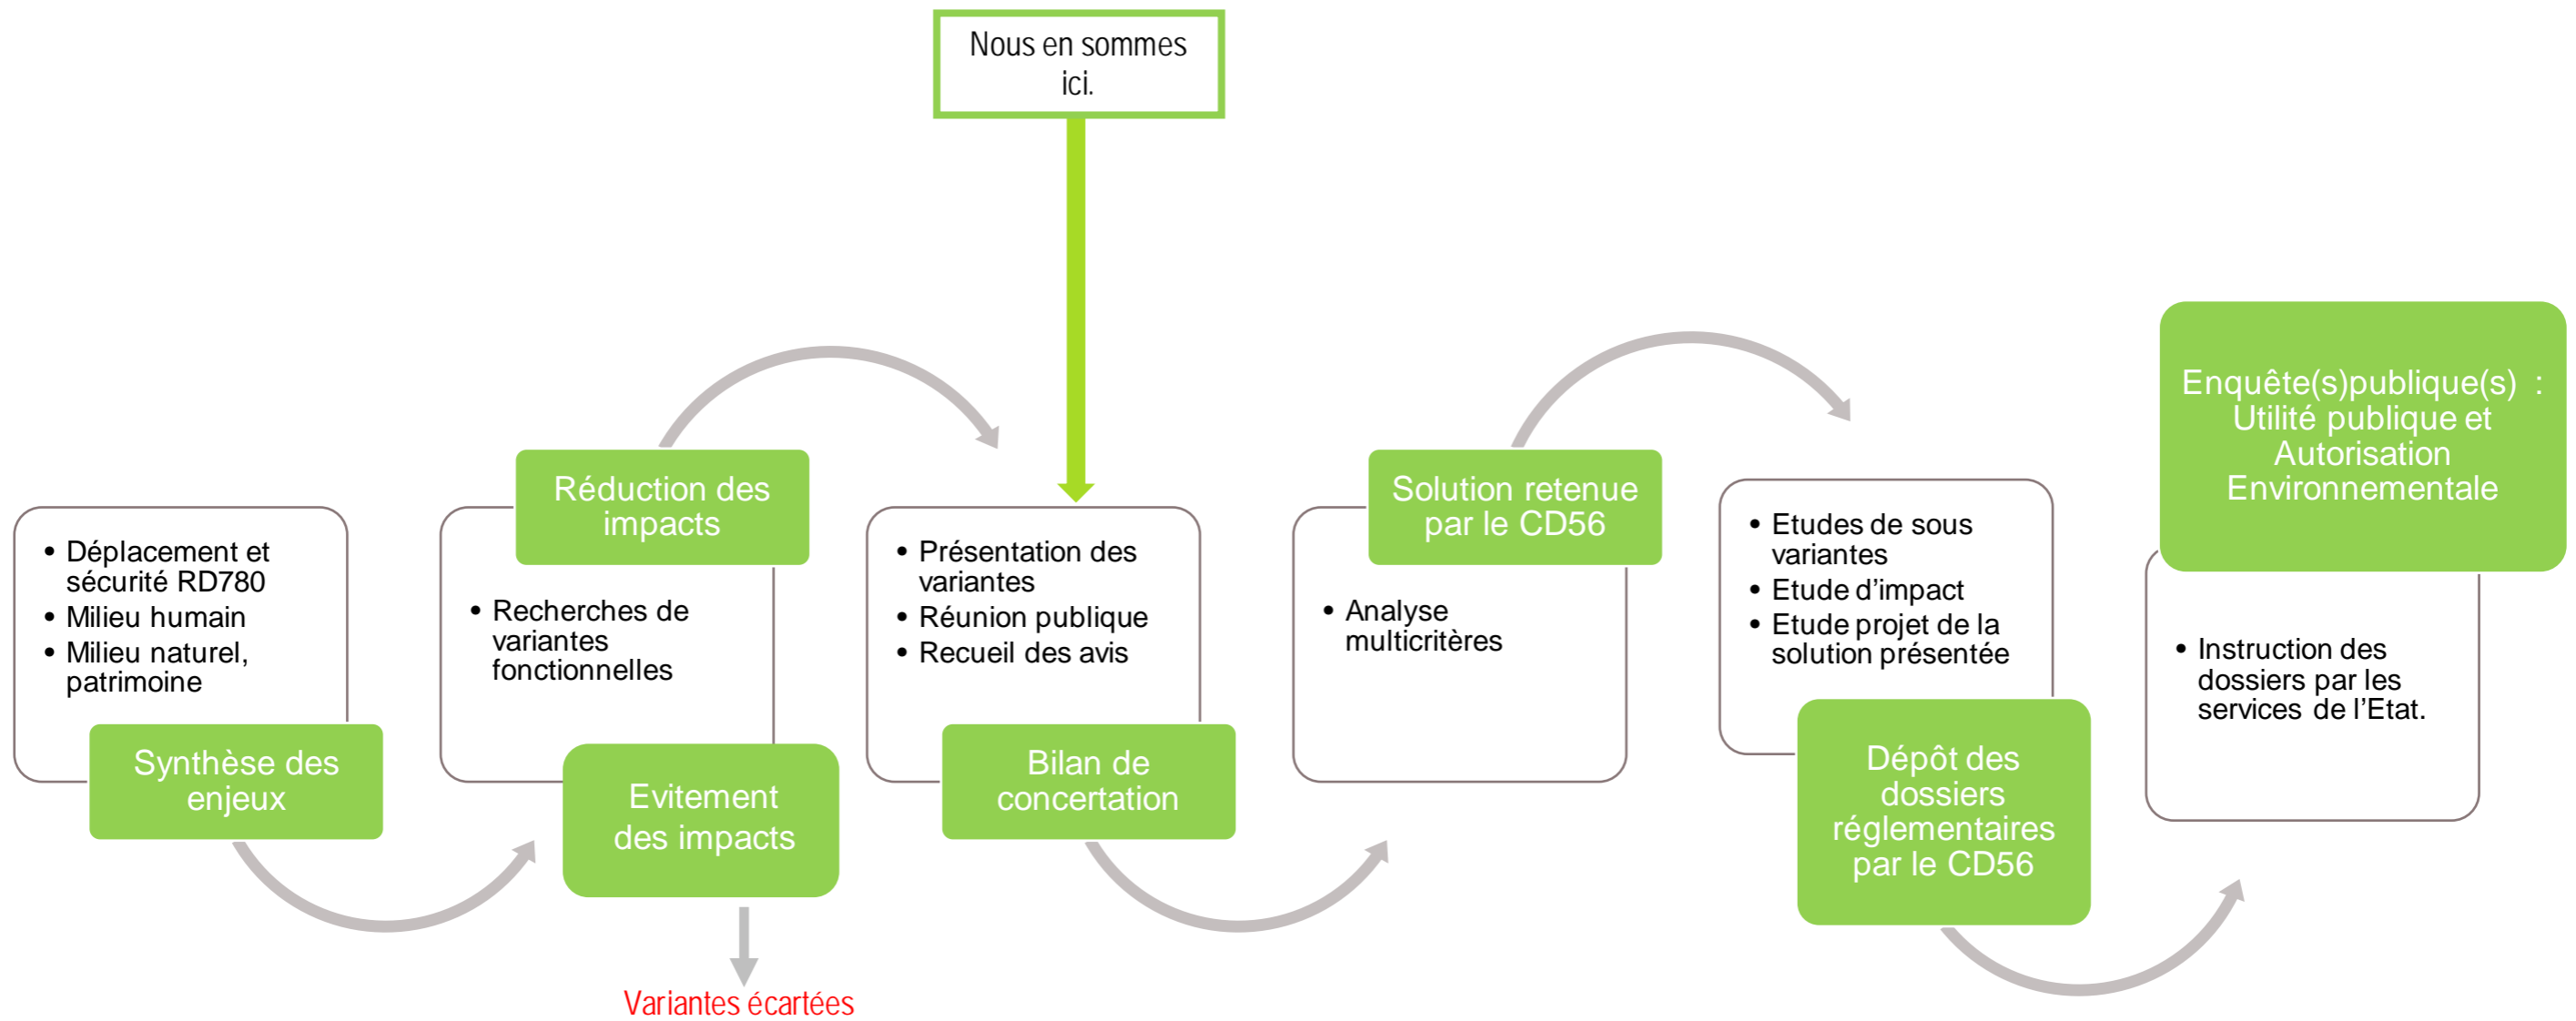 Nous en sommes
ici.
• Déplacement et
sécurité RD780
• Milieu humain
• Milieu naturel,
patrimoine
Synthèse des
enjeux
Réduction des
impacts
• Recherches de
variantes
fonctionnelles
Evitement
des impacts
Variantes écartées
• Présentation des
variantes
• Réunion publique
• Recueil des avis
Bilan de
concertation
Solution retenue
par le CD56
• Analyse
multicritères
• Etudes de sous
variantes
• Etude d’impact
• Etude projet de la
solution présentée
Dépôt des
dossiers
réglementaires
par le CD56
Enquête(s)publique(s) :
Utilité publique et
Autorisation
Environnementale
• Instruction des
dossiers par les
services de l’Etat.